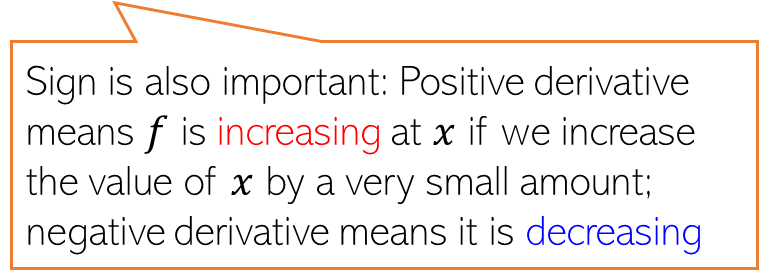 Sign is also important: Positive derivative
means f is increasing at x if we increase
the value of x by a very small amount;
negative derivative means it is decreasing